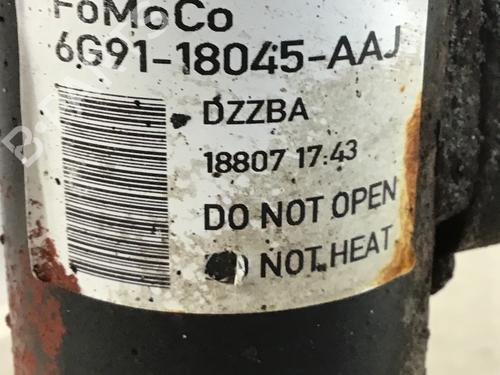 FoMoCo
6G91-18045-AAJ
DZZBA
18807 17:43
DO NOT OPEN
NOT HEAT